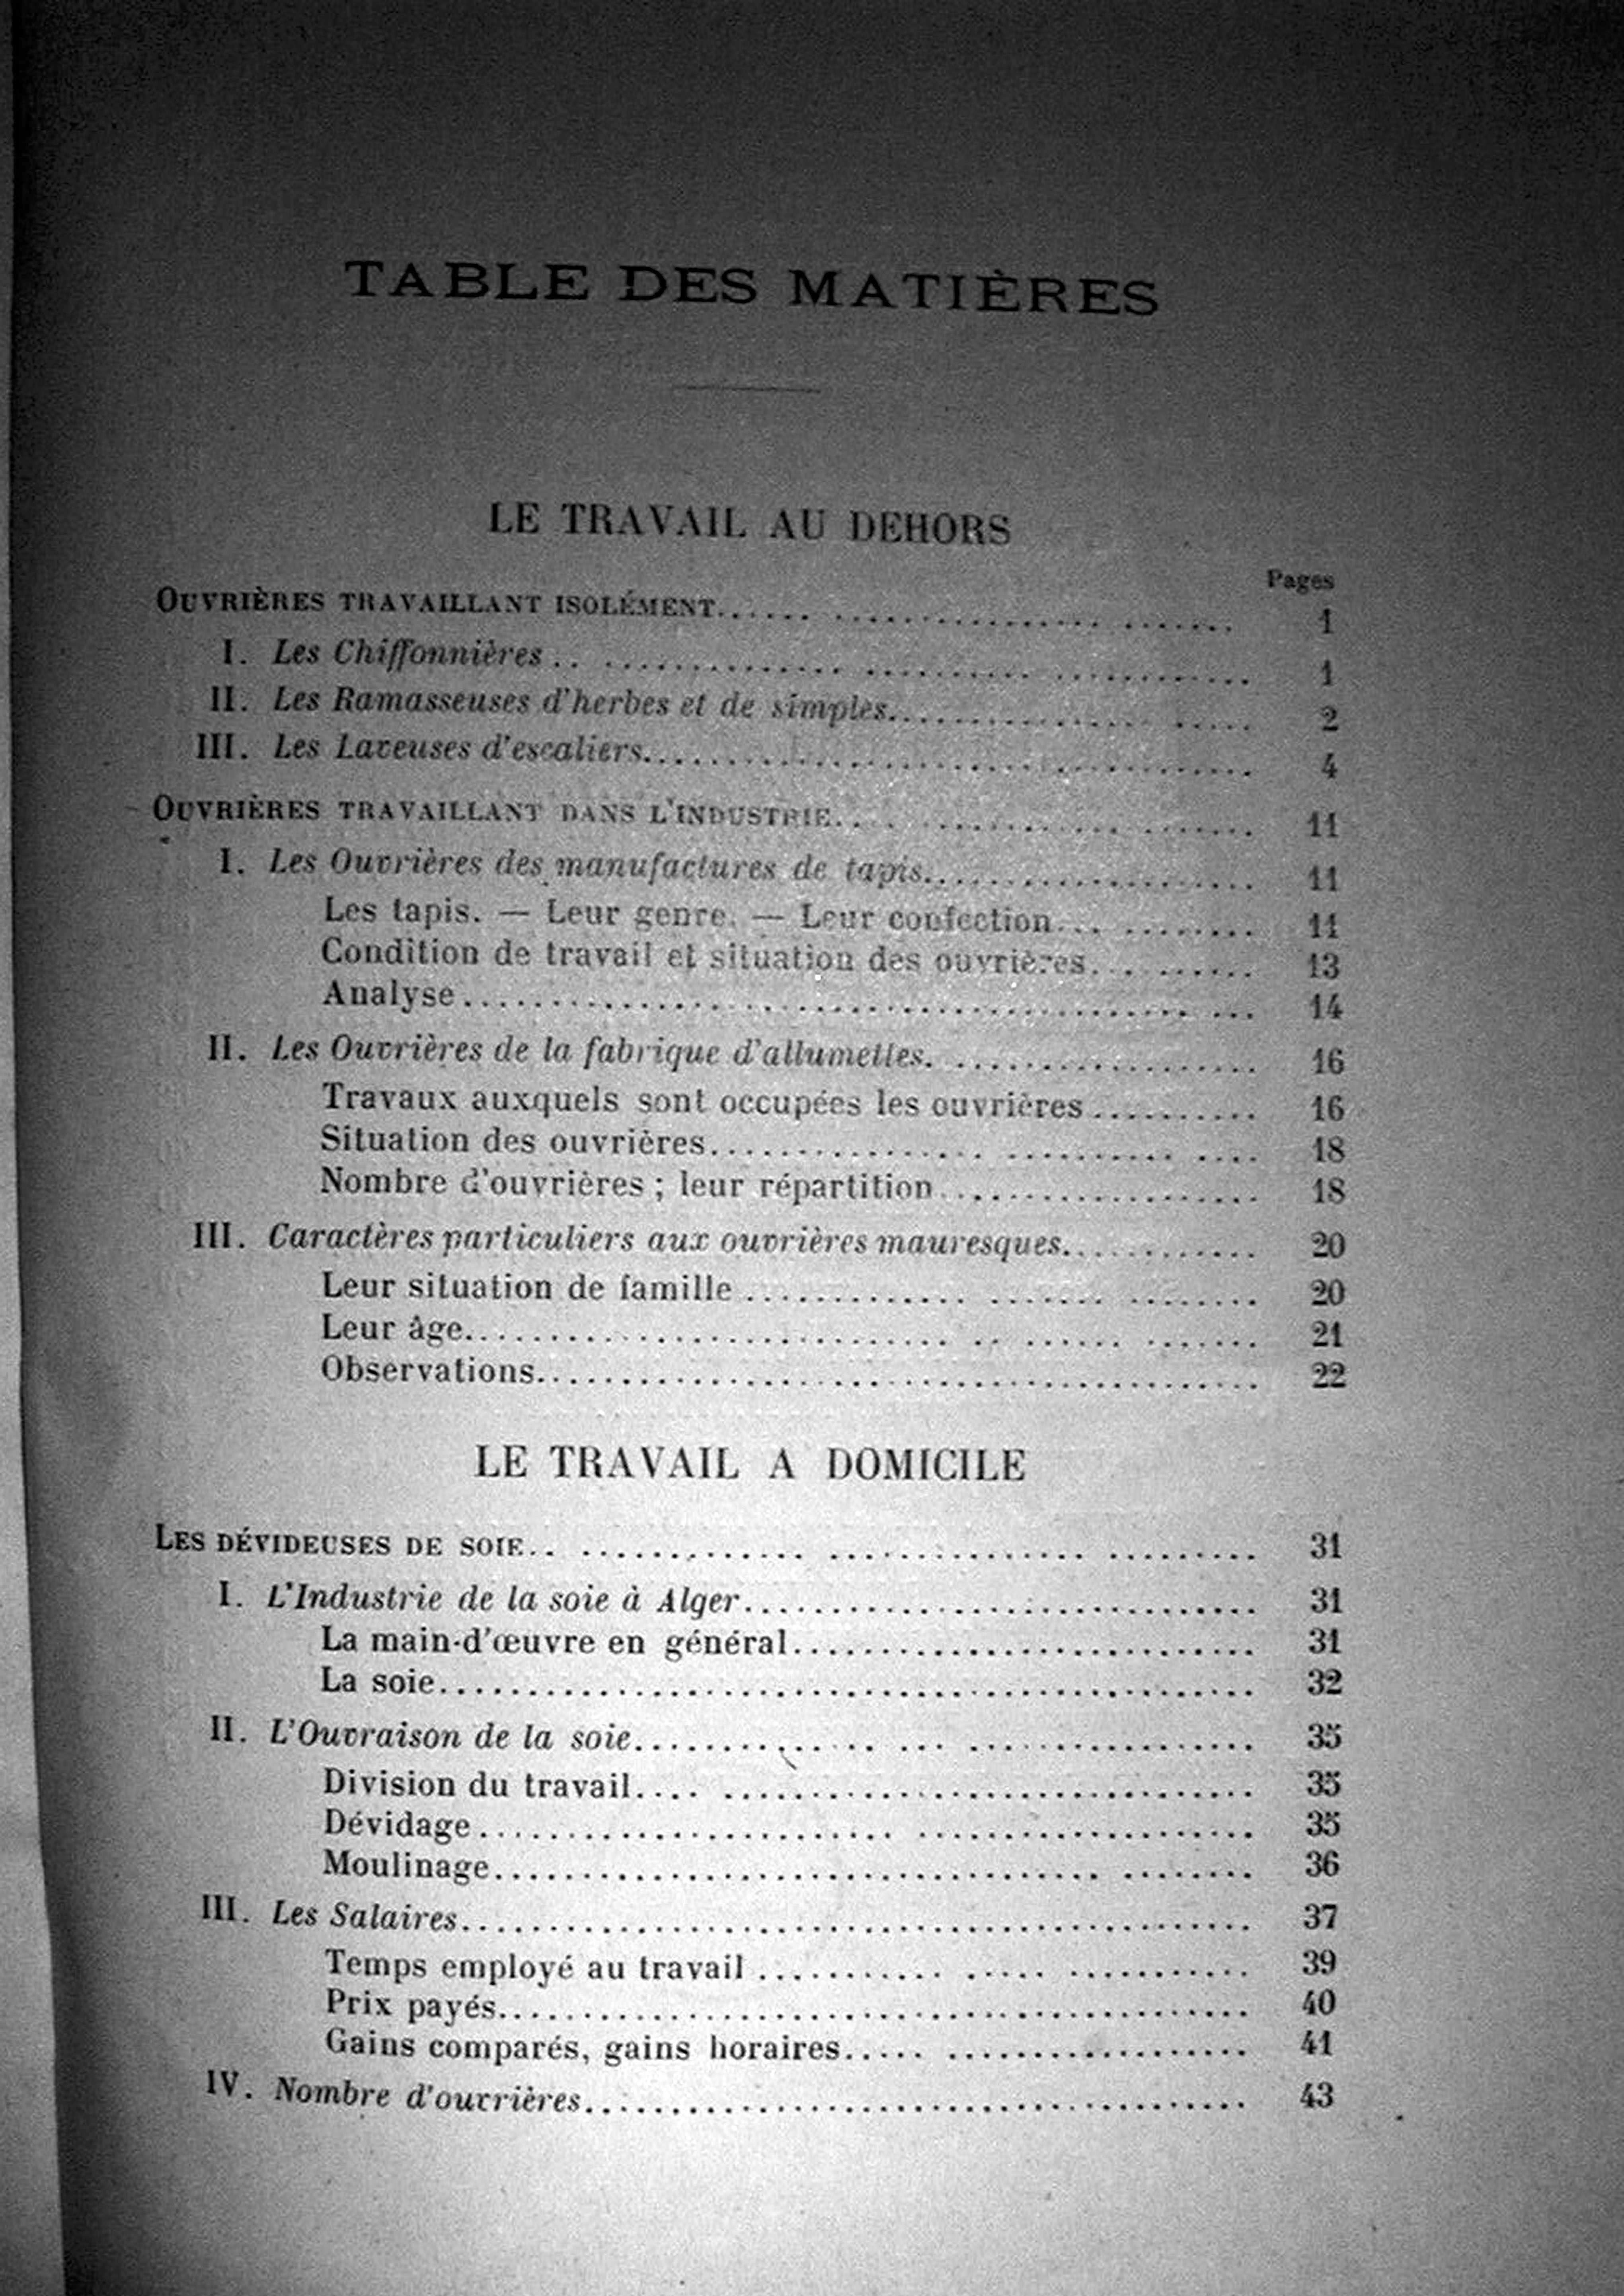 TABLE DES MATIÈRES
LE TRAVAIL AU DEHORS
Pages
OUVRIÈRES TRAVAILLANT ISOLÉMENT...... ...................... ....... 1
I. Les Chiffonnières.. .............. .......... ............ 1
II. Les Ramasseuses d'herbes et de simples.............. ..... 2
III. Les Laveuses d'escaliers.................................... 4
OUVRIÈRES TRAVAILLANT DANS L'INDUSTRIE.... ............ ....... 11
I. Les Ouvrières des manufactures de tapis...................... 11
Les tapis. — Leur genre. — Leur confection.... ........ 11
Condition de travail et situation des ouvrières.... ....... 13
Analyse........................................... ... 14
II. Les Ouvrières de la fabrique d'allumettes. .................. 16
Travaux auxquels sont occupées les ouvrières.......... 16
Situation des ouvrières................ .......... .... 18
Nombre d'ouvrières ; leur répartition.................. 18
III. Caractères particuliers aux ouvrières mauresques............ 20
Leur situation de famille ............. ....... ........ 20
Leur âge............................ .. ...... ....... 21
Observations.......................................... 22
LE TRAVAIL A DOMICILE
LES DÉVIDEUSES DE SOIE.. ............. ............... ......... 31
I. L'Industrie de la soie à Alger.............................. 31
La main-d'œuvre en général............................ 31
La soie............................................... 32
II. L'Ouvraison de la soie............ ... ................. 35
Division du travail.... .............................. 35
Dévidage.................... ....................... 35
Moulinage.................................... ........ 36
III. Les Salaires.............................................. 37
Temps employé au travail ............ ..... ........... 39
Prix payés............................................ 40
Gains comparés, gains horaires..... .................. 41
IV. Nombre d'ouvrières........................................ 43